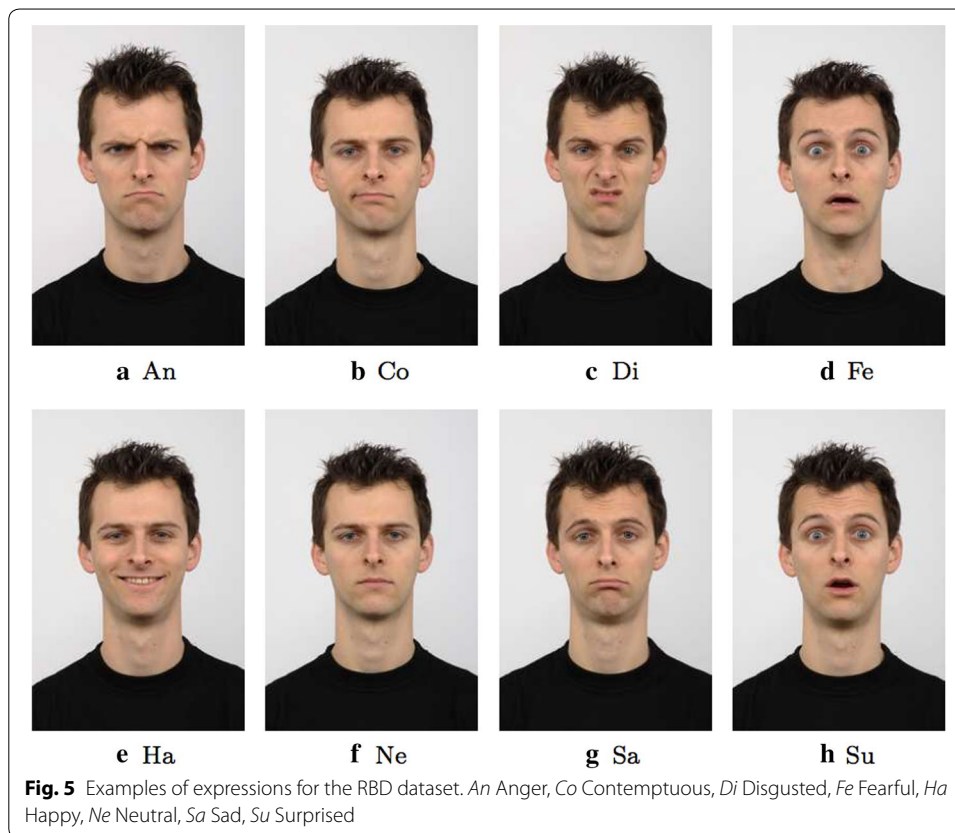 a An
b Co
c Di
d Fe
e Ha
f Ne
g Sa
h Su
Fig. 5 Examples of expressions for the RBD dataset. An Anger, Co Contemptuous, Di Disgusted, Fe Fearful, Ha
Happy, Ne Neutral, Sa Sad, Su Surprised